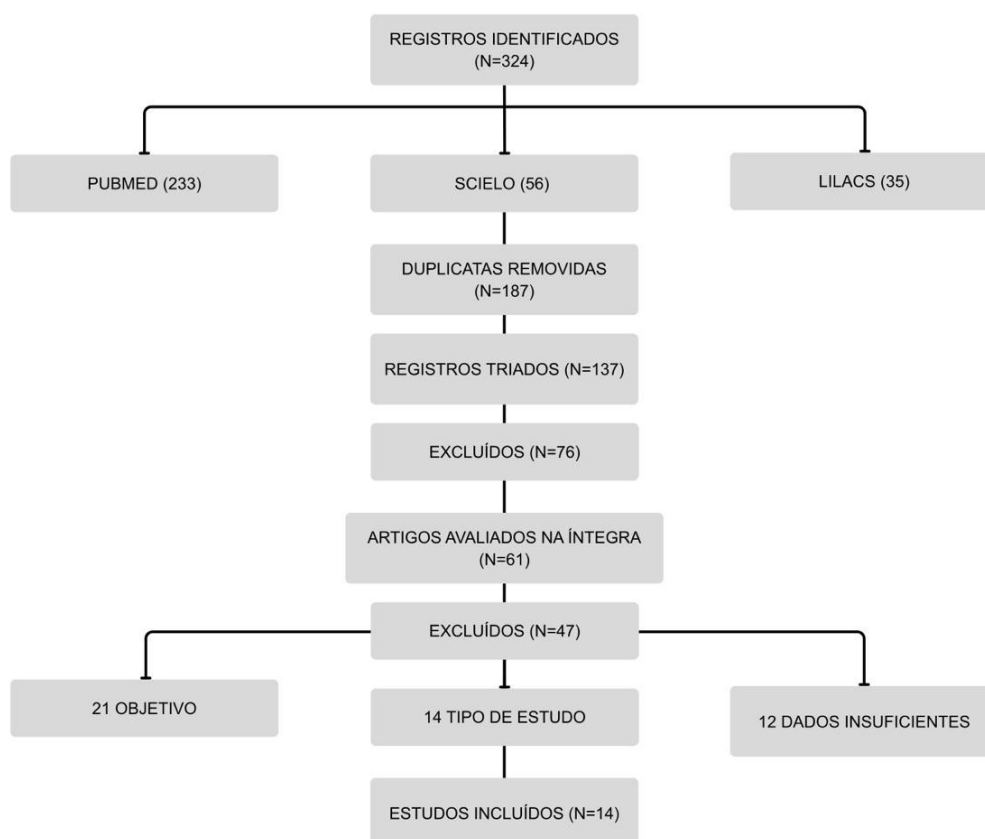 REGISTROS IDENTIFICADOS
(N=324)
PUBMED (233)
SCIELO (56)
LILACS (35)
DUPLICATAS REMOVIDAS
(N=187)
REGISTROS TRIADOS (N=137)
EXCLUÍDOS (N=76)
ARTIGOS AVALIADOS NA ÍNTEGRA
(N=61)
EXCLUÍDOS (N=47)
21 OBJETIVO
14 TIPO DE ESTUDO
12 DADOS INSUFICIENTES
ESTUDOS INCLUÍDOS (N=14)